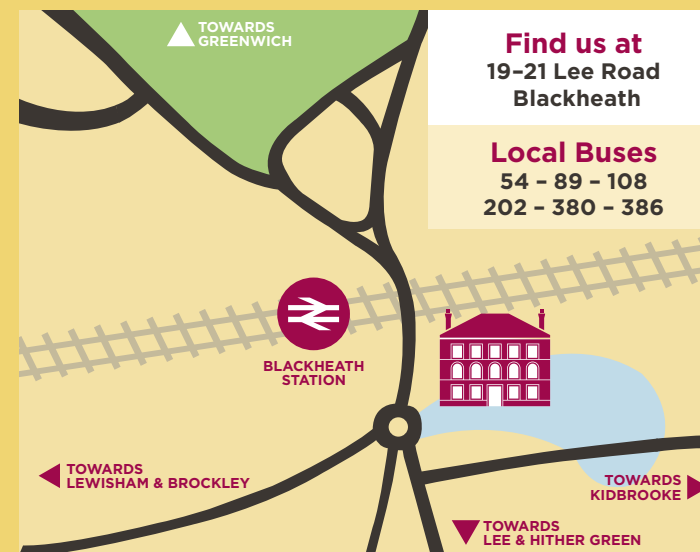 TOWARDS
GREENWICH
Find us at
19–21 Lee Road
Blackheath
Local Buses
54 – 89 – 108
202 – 380 – 386
BLACKHEATH
STATION
TOWARDS
LEWISHAM & BROCKLEY
TOWARDS
KIDBROOKE
TOWARDS
LEE & HITHER GREEN